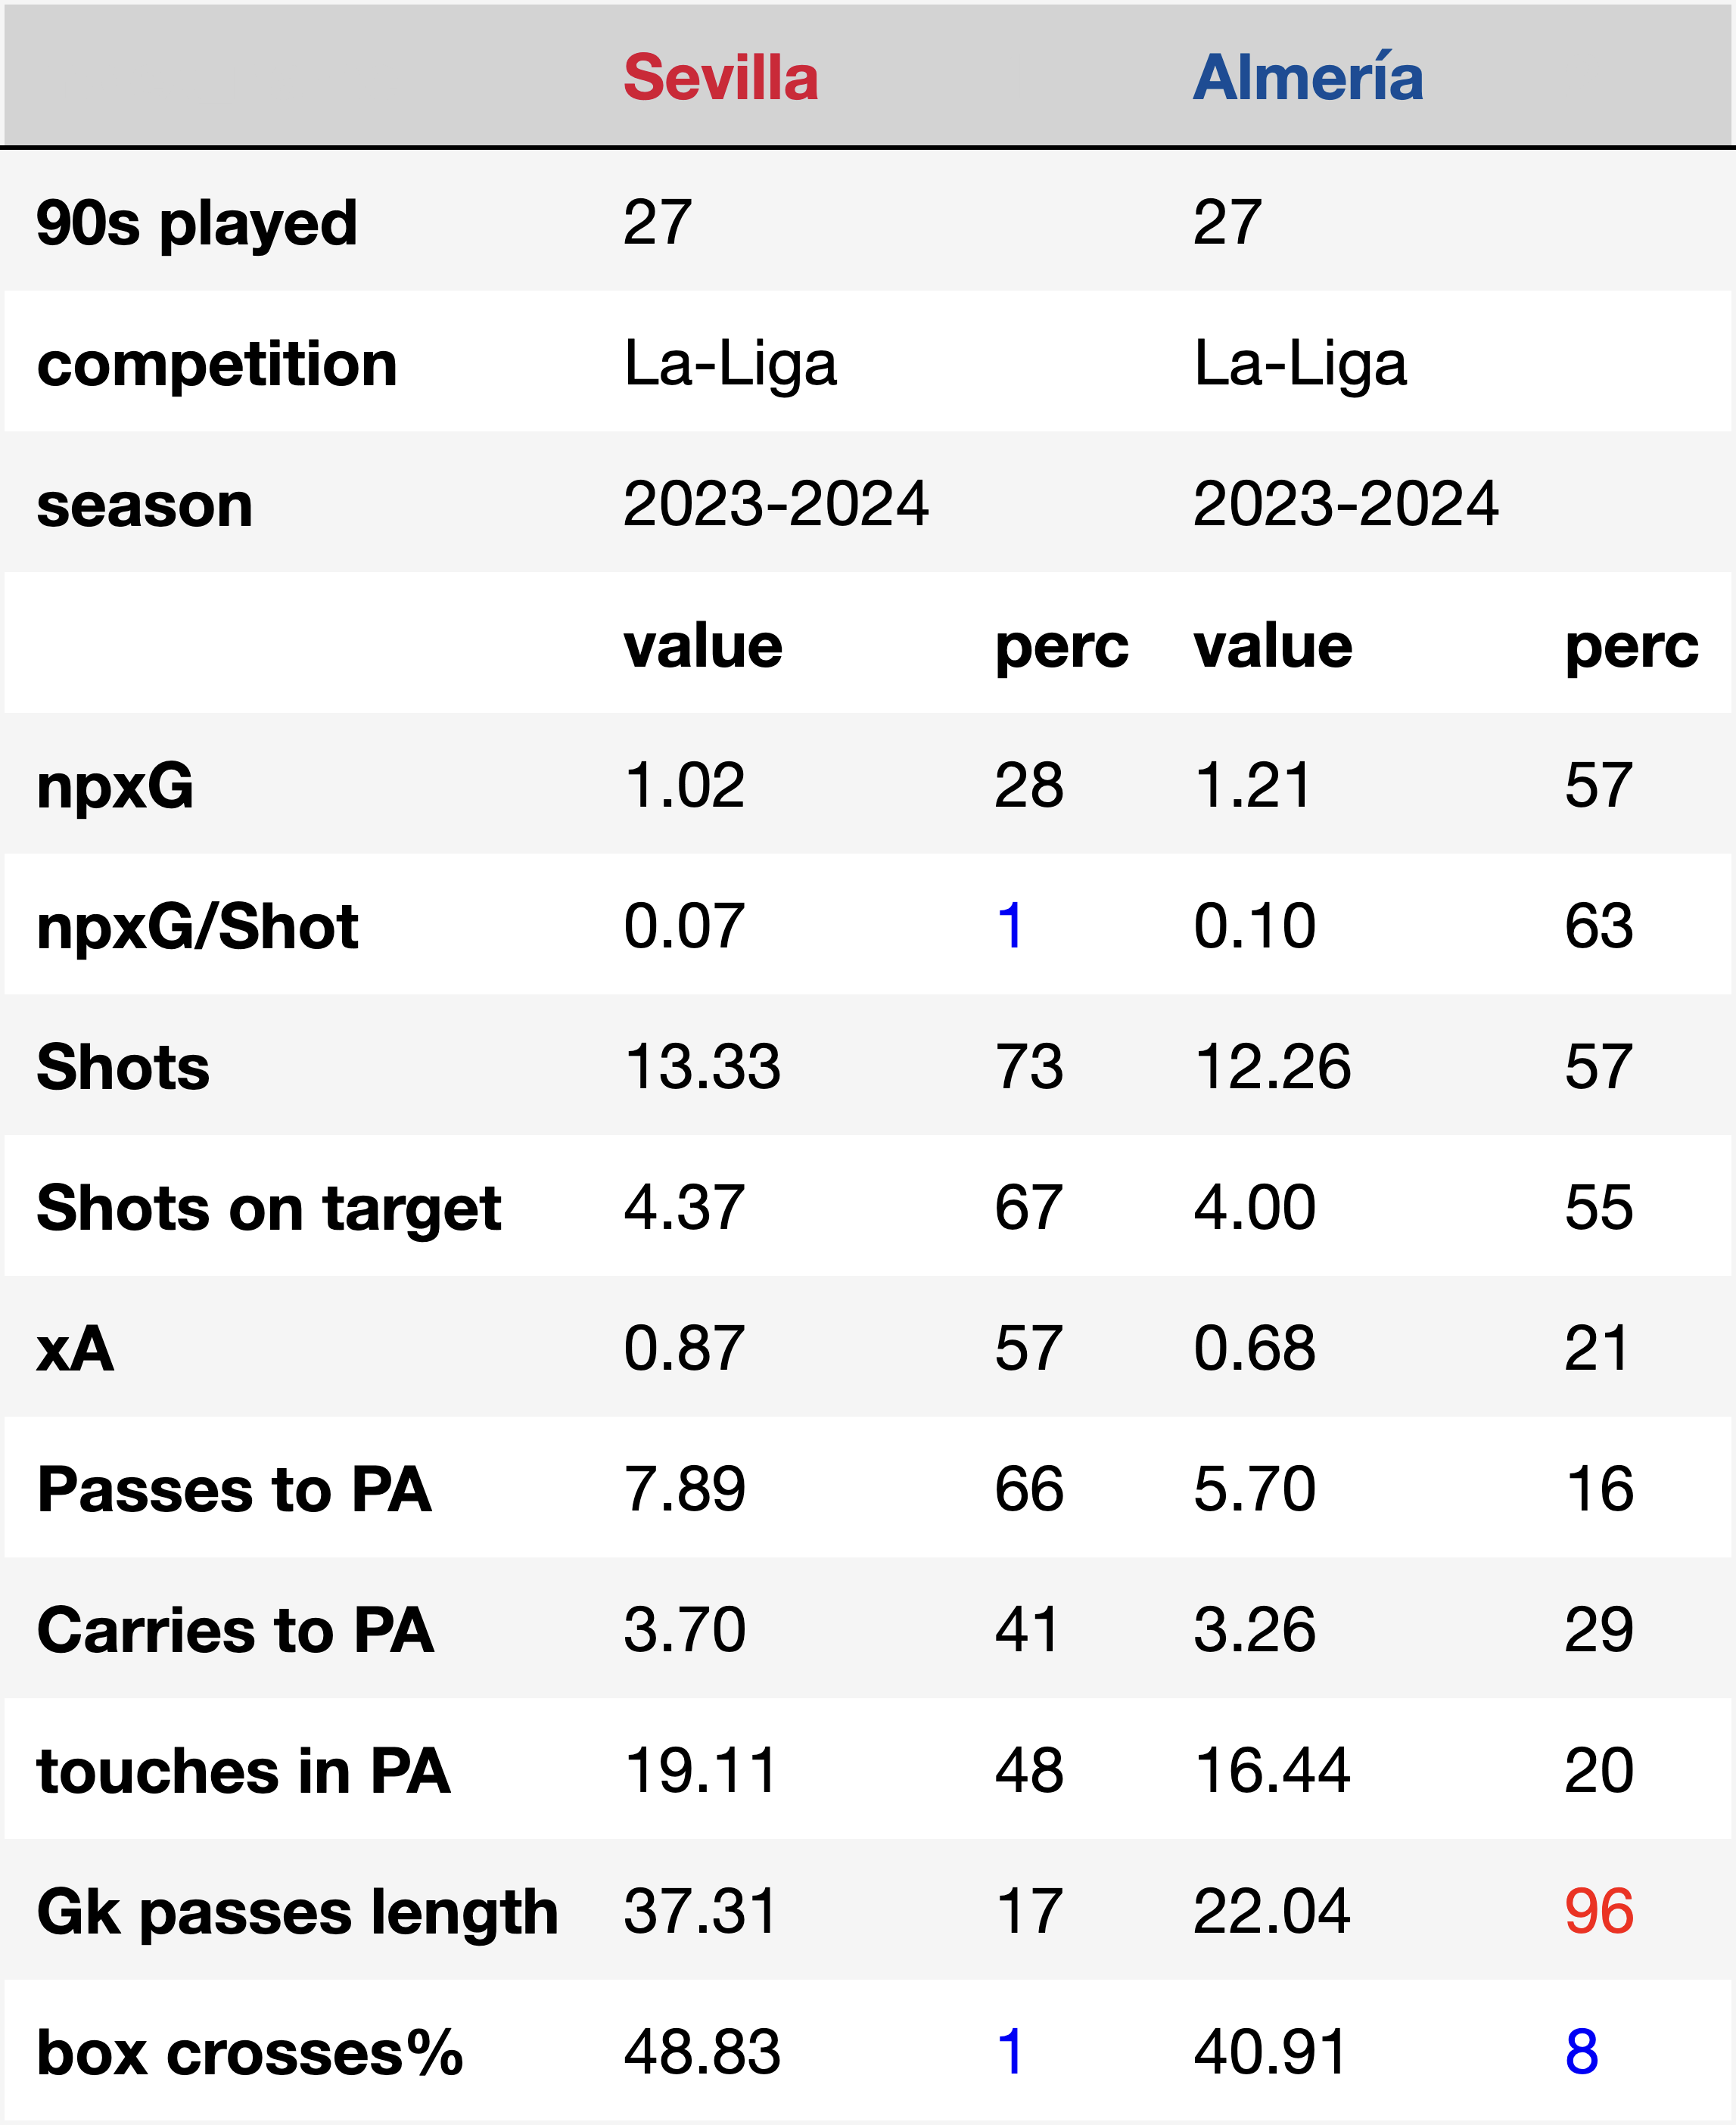 Sevilla Almería
90s played 27 27
competition La-Liga La-Liga
season 2023-2024 2023-2024
value perc value perc
npxG 1.02 28 1.21 57
npxG/Shot 0.07 1 0.10 63
Shots 13.33 73 12.26 57
Shots on target 4.37 67 4.00 55
xA 0.87 57 0.68 21
Passes to PA 7.89 66 5.70 16
Carries to PA 3.70 41 3.26 29
touches in PA 19.11 48 16.44 20
Gk passes length 37.31 17 22.04 96
box crosses% 48.83 1 40.91 8